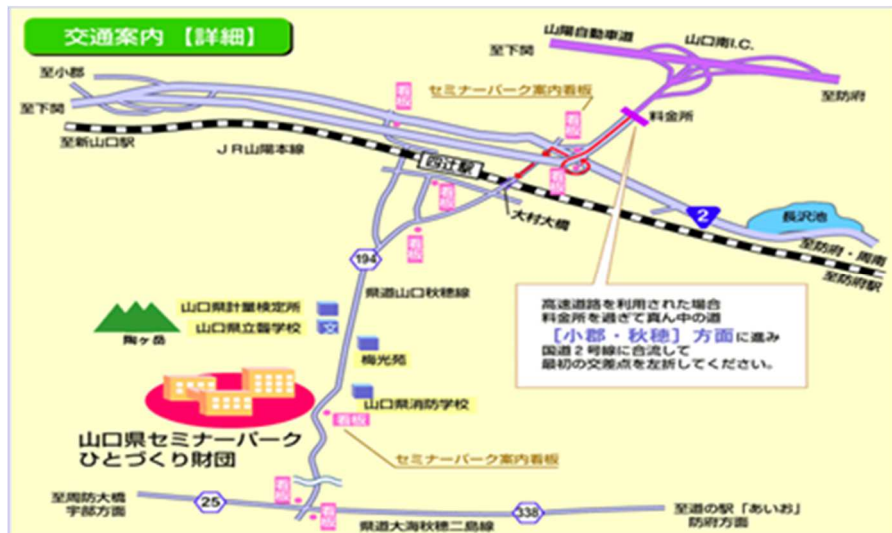 交通案内【詳細】
山陽自動車道
山口南I.C.
至下関
至防府
料金所
至小郡
至下関
看板
セミナーパーク案内看板
看板
至新山口駅
JR山陽本線
四辻駅
看板
看板
大村大橋
2
長沢池
至防府・周南
至防府駅
看板
194
県道山口秋穂線
高速道路を利用された場合
料金所を過ぎて真ん中の道
[小郡・秋穂]方面に進み
国道2号線に合流して
最初の交差点を左折してください。
山口県計量検定所
山口県立聾学校
文
陶ヶ岳
梅光苑
山口県消防学校
看板
山口県セミナーパーク
ひとづくり財団
セミナーパーク案内看板
看板
至周防大橋
宇部方面
25
看板
県道大海秋穂二島線
338
至道の駅「あいお」
防府方面